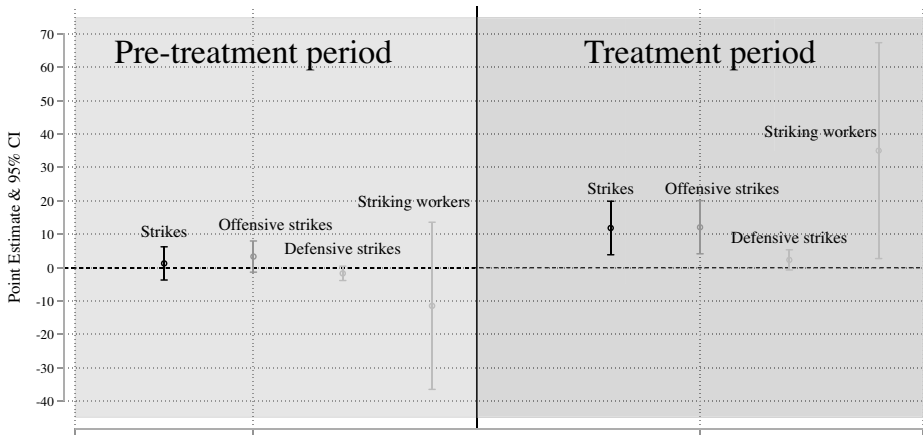 Pre-treatment period
Treatment period
Point Estimate & 95% CI
70
60
50
40
30
20
10
0
-10
-20
-30
-40
Strikes
Offensive strikes
Defensive strikes
Striking workers
Strikes
Offensive strikes
Defensive strikes
Striking workers